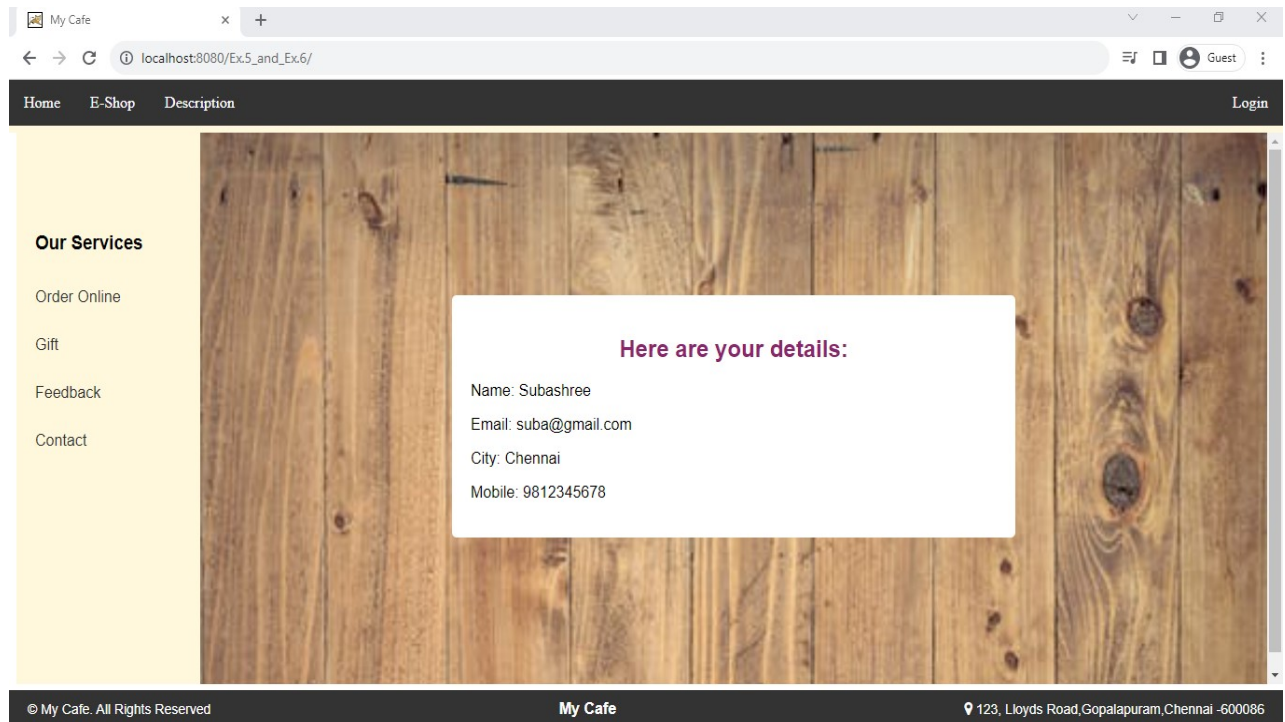 My Cafe
localhost:8080/Ex.5_and_Ex.6/
Guest
Home E-Shop Description Login
Our Services
Order Online
Gift
Feedback
Contact
Here are your details:
Name: Subashree
Email: suba@gmail.com
City: Chennai
Mobile: 9812345678
© My Cafe. All Rights Reserved
My Cafe
123, Lloyds Road,Gopalapuram,Chennai -600086